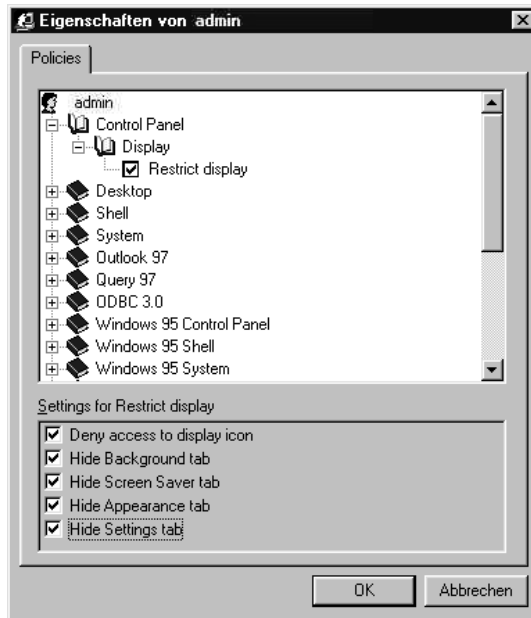 Eigenschaften von admin
Policies
admin
Control Panel
Display
Restrict display
Desktop
Shell
System
Outlook 97
Query 97
ODBC 3.0
Windows 95 Control Panel
Windows 95 Shell
Windows 95 System
Settings for Restrict display
Deny access to display icon
Hide Background tab
Hide Screen Saver tab
Hide Appearance tab
Hide Settings tab
OK Abbrechen